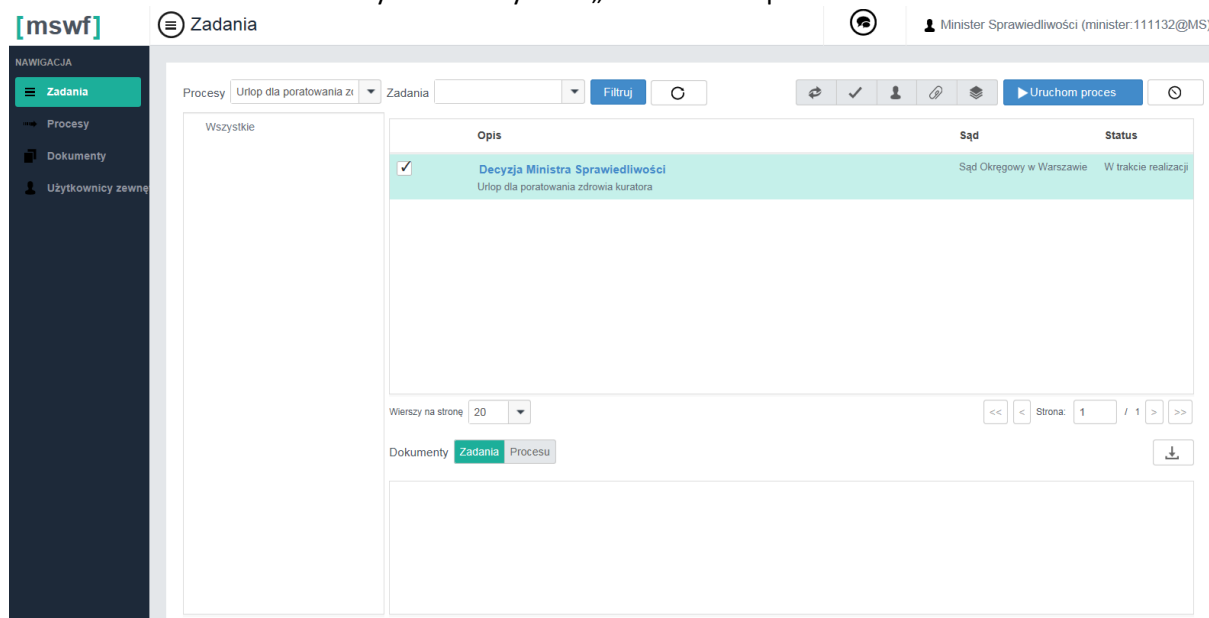 [mswf]
Zadania
Minister Sprawiedliwości (minister:111132@MS)
NAWIGACJA
Zadania
Procesy
Dokumenty
Użytkownicy zewnę
Procesy Urlop dla poratowania zd Zadania Filtruj Uruchom proces
Wszystkie
Opis Sąd Status
Decyzja Ministra Sprawiedliwości Sąd Okręgowy w Warszawie W trakcie realizacji
Urlop dla poratowania zdrowia kuratora
Wierszy na stronę 20 << < Strona: 1 / 1 > >>
Dokumenty Zadania Procesu